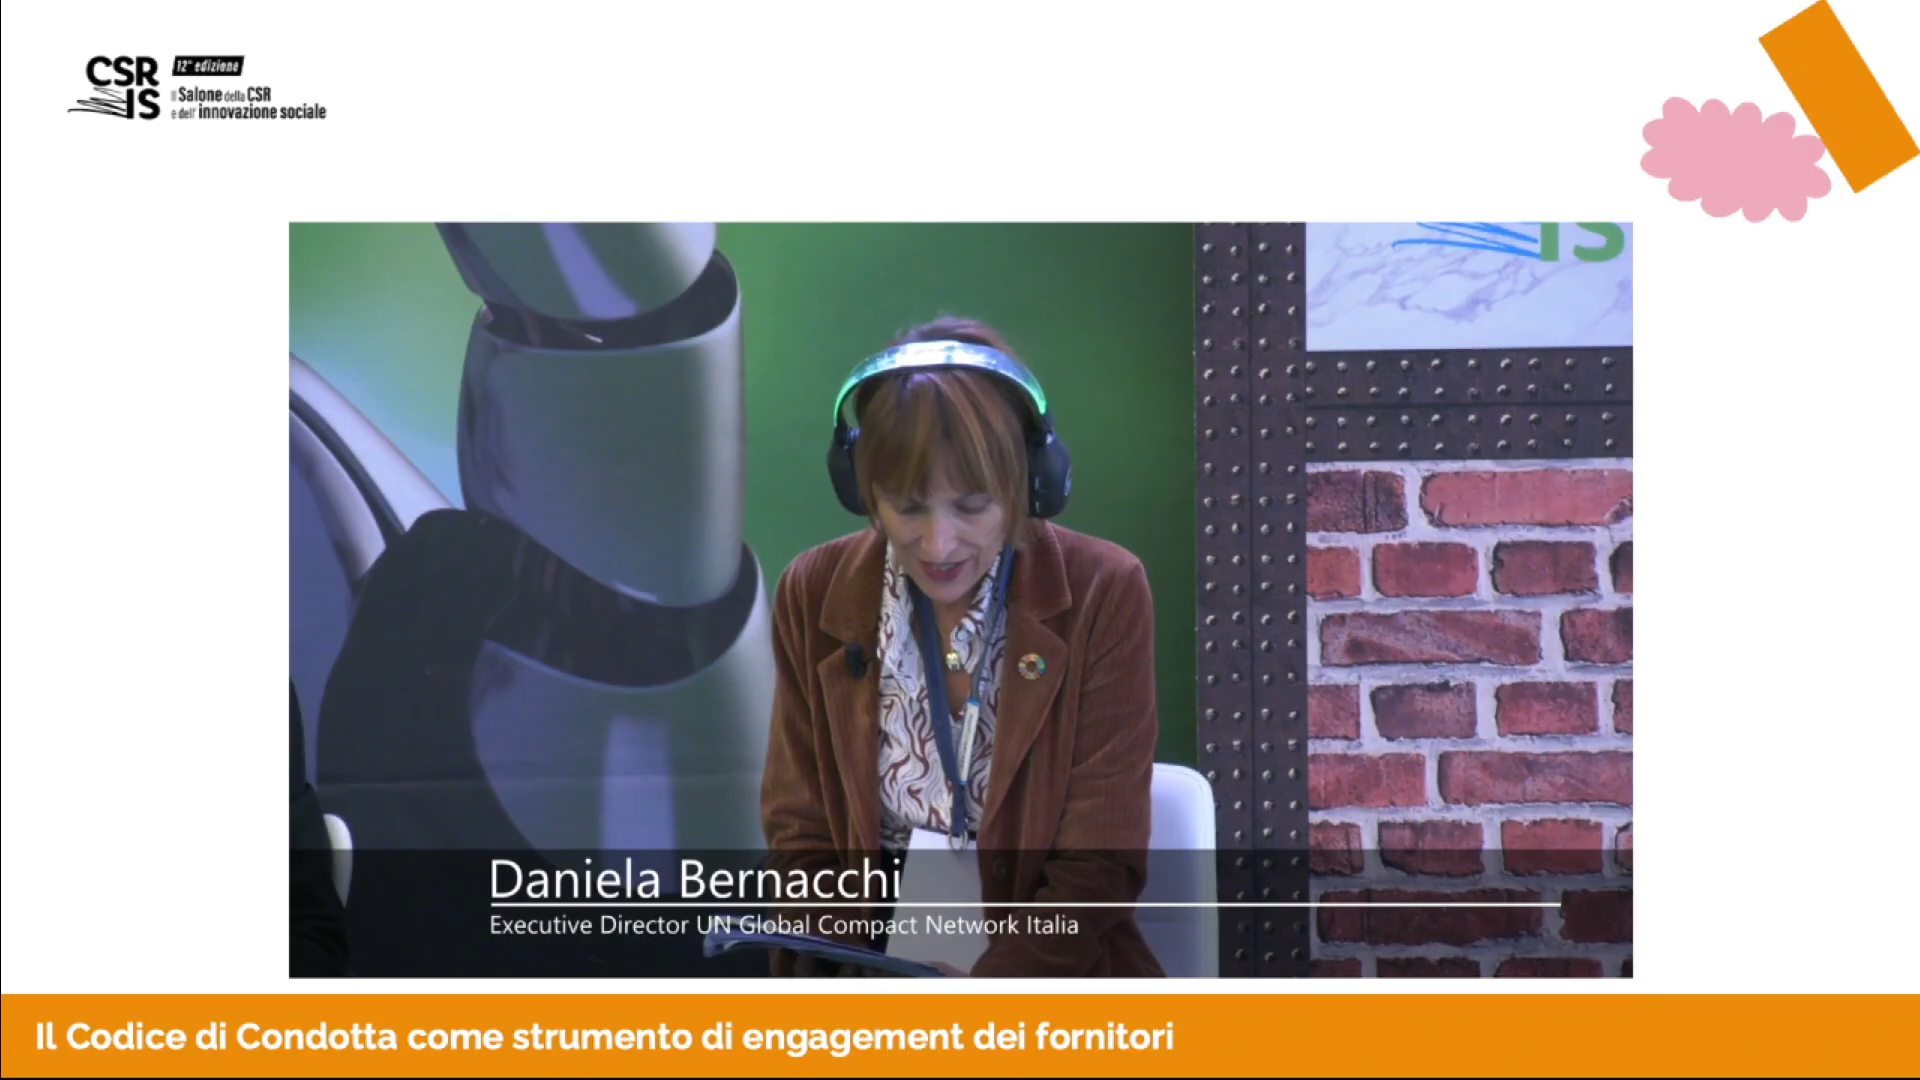 CSR
IS
12ª edizione
Il Salone della CSR
e dell'innovazione sociale
IS
Daniela Bernacchi
Executive Director UN Global Compact Network Italia
Il Codice di Condotta come strumento di engagement dei fornitori